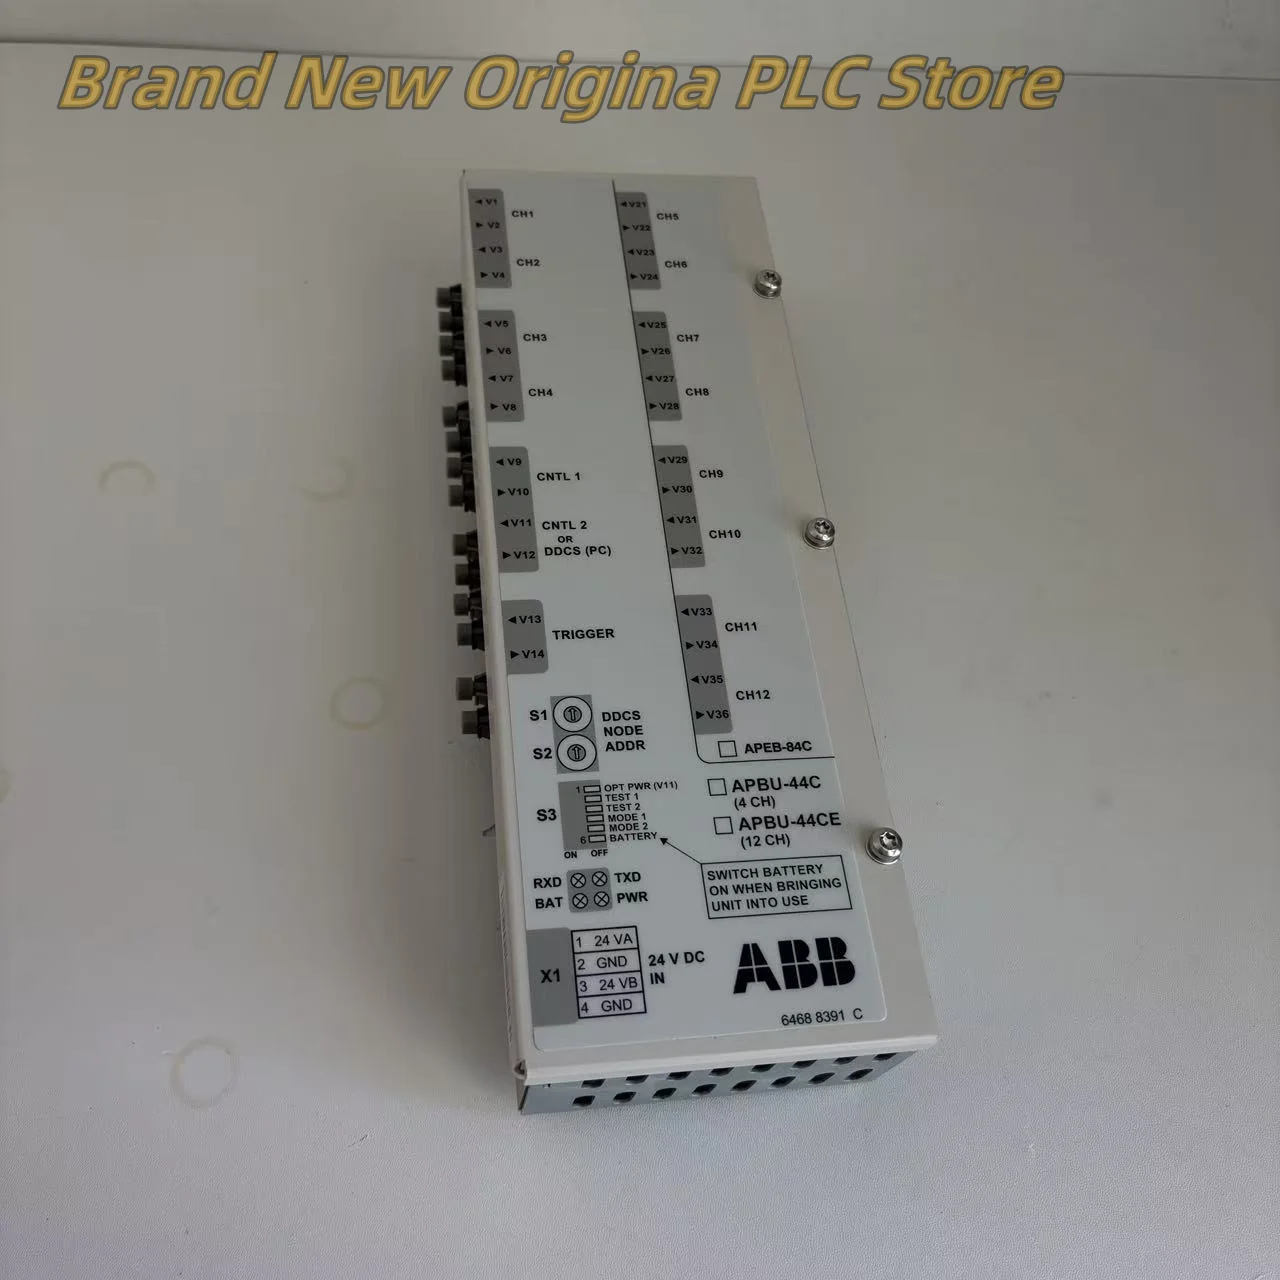 Brand New Origina PLC Store
◄ V1
► V2
CH1
◄ V3
► V4
CH2
◄ V5
► V6
CH3
◄ V7
► V8
CH4
◄ V9
► V10
CNTL 1
◄ V11
► V12
CNTL 2
OR
DDCS (PC)
◄ V13
► V14
TRIGGER
◄ V21
► V22
CH5
◄ V23
► V24
CH6
◄ V25
► V26
CH7
◄ V27
► V28
CH8
◄ V29
► V30
CH9
◄ V31
► V32
CH10
◄ V33
► V34
CH11
◄ V35
► V36
CH12
APEB-84C
S1
S2
DDCS
NODE
ADDR
APBU-44C
(4 CH)
APBU-44CE
(12 CH)
S3
1
OPT PWR (V11)
TEST 1
TEST 2
MODE 1
MODE 2
6
BATTERY
ON OFF
SWITCH BATTERY
ON WHEN BRINGING
UNIT INTO USE
RXD TXD
BAT PWR
X1
1 24 VA
2 GND
3 24 VB
4 GND
24 V DC
IN
ABB
6468 8391 C